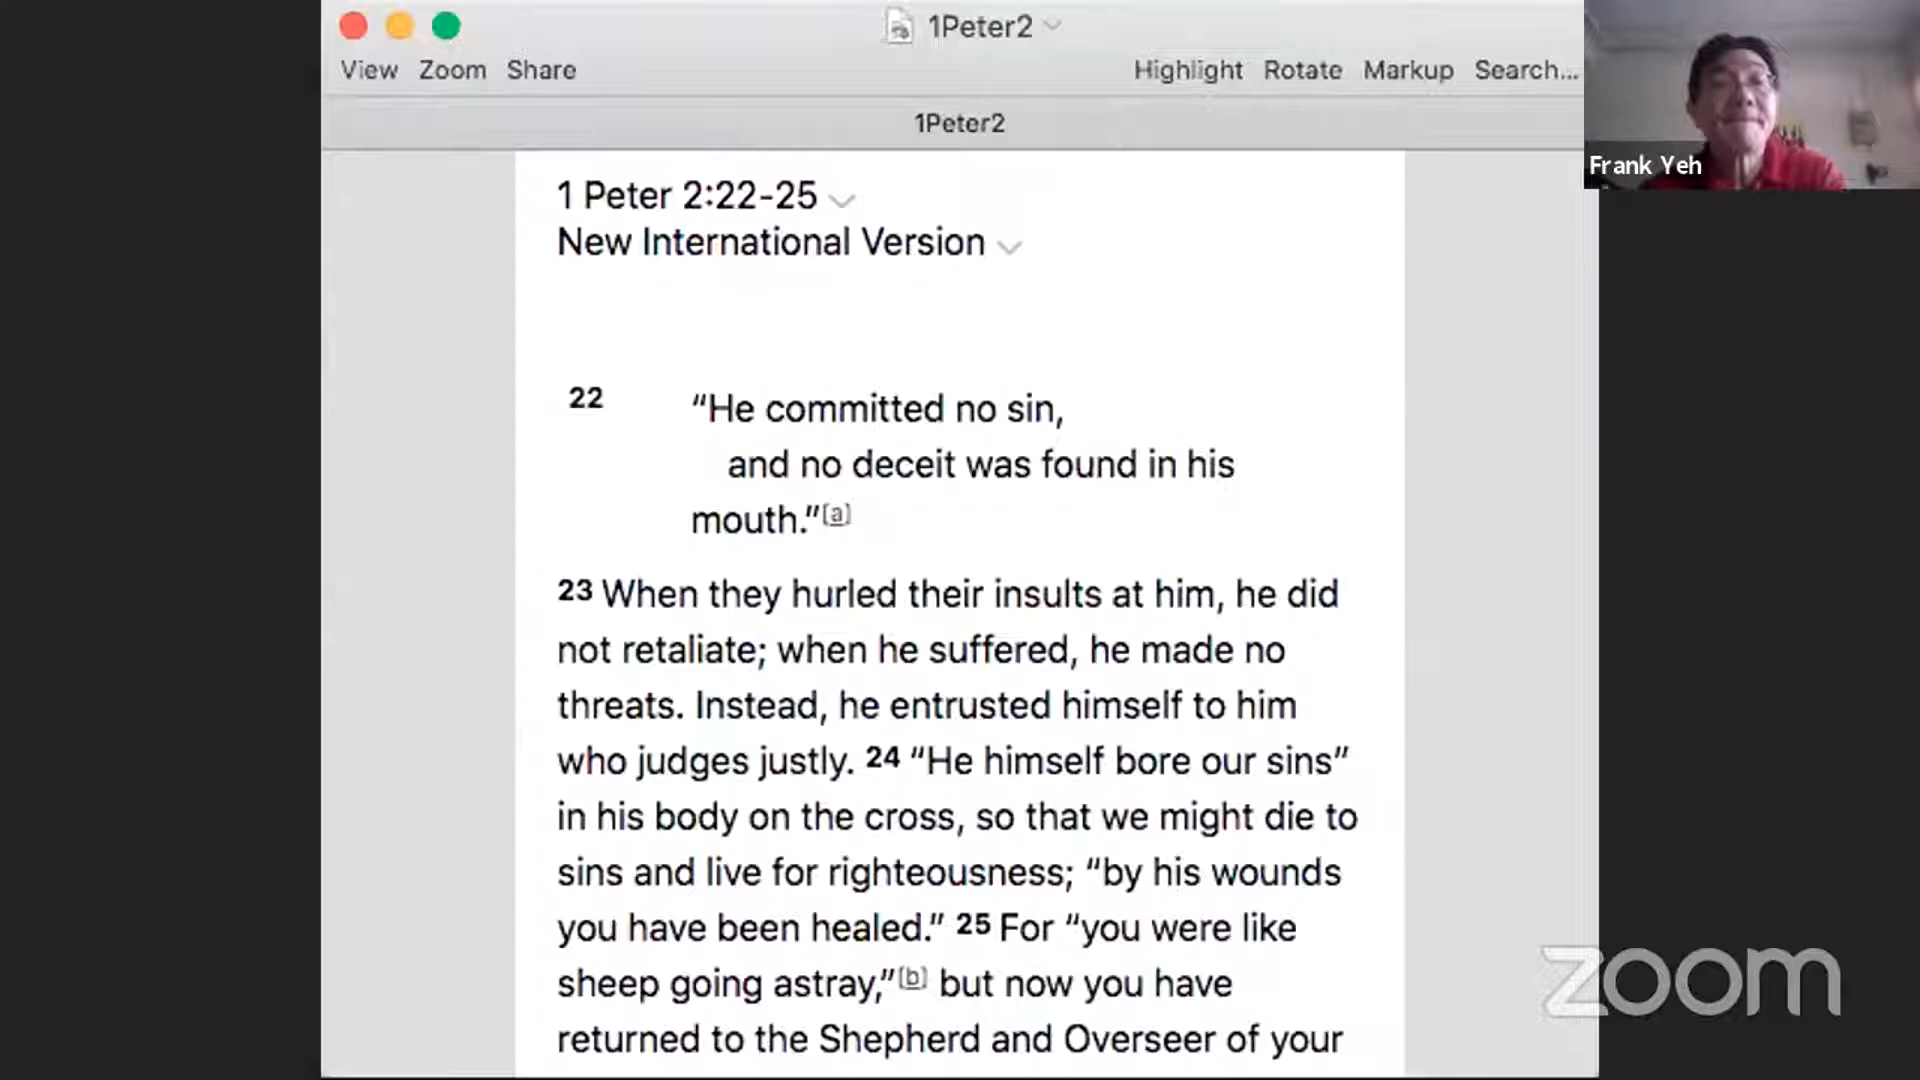 1Peter2
View Zoom Share
Highlight Rotate Markup Search...
1Peter2
Frank Yeh
1 Peter 2:22-25
New International Version
22 “He committed no sin,
and no deceit was found in his
mouth.”[a]
23 When they hurled their insults at him, he did
not retaliate; when he suffered, he made no
threats. Instead, he entrusted himself to him
who judges justly. 24 “He himself bore our sins”
in his body on the cross, so that we might die to
sins and live for righteousness; “by his wounds
you have been healed.” 25 For “you were like
sheep going astray,”[b] but now you have
returned to the Shepherd and Overseer of your
zoom